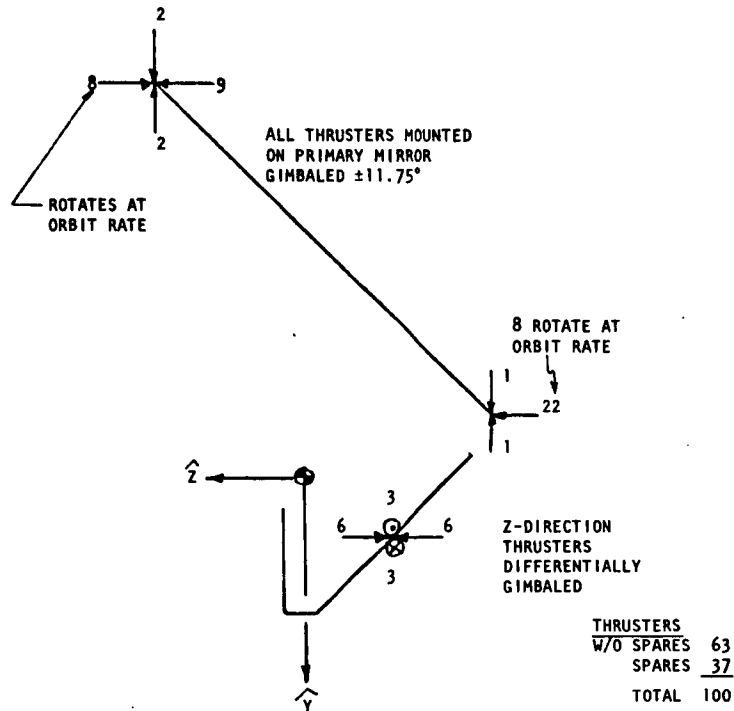 2
8
9
2
ALL THRUSTERS MOUNTED
ON PRIMARY MIRROR
GIMBALED ±11.75°
ROTATES AT
ORBIT RATE
8 ROTATE AT
ORBIT RATE
1
22
1
Ẑ
3
6
6
3
Z-DIRECTION
THRUSTERS
DIFFERENTIALLY
GIMBALED
Ŷ
THRUSTERS
W/O SPARES 63
SPARES 37
TOTAL 100